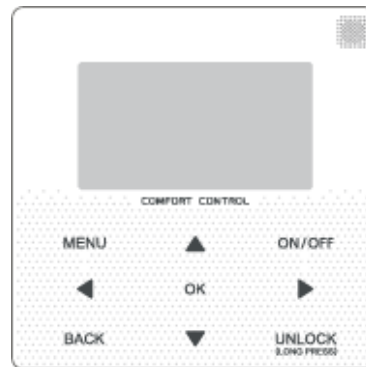 COMFORT CONTROL
MENU
ON/OFF
OK
BACK
UNLOCK
(LONG PRESS)